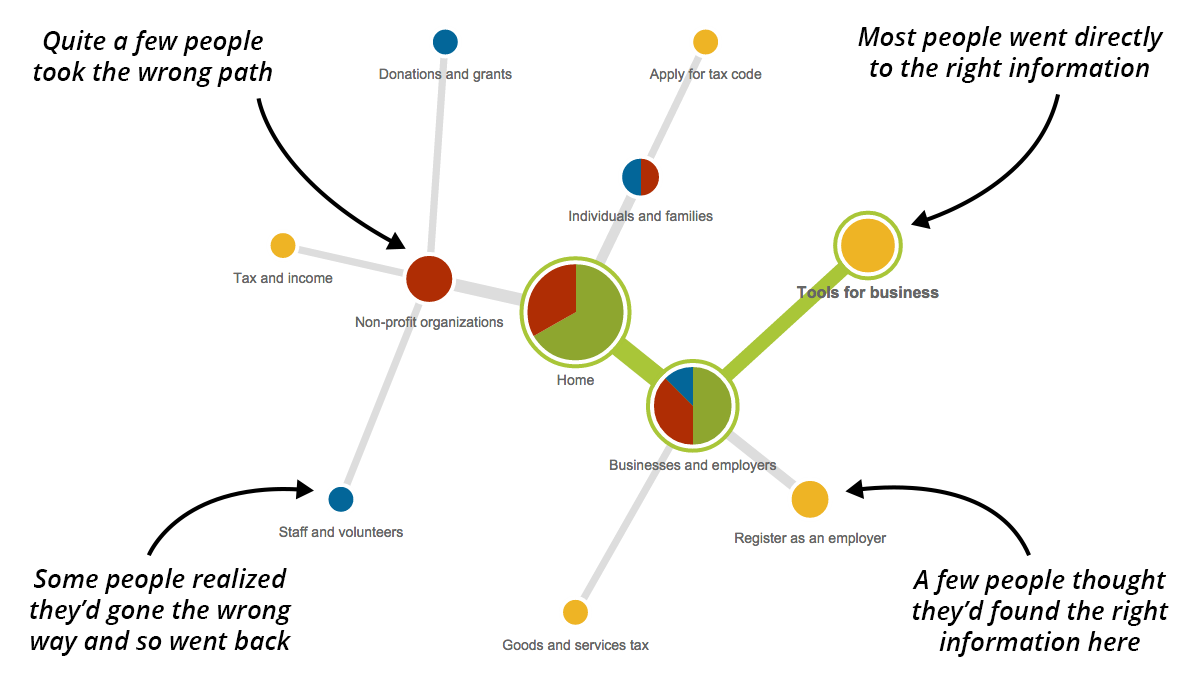 Quite a few people
took the wrong path
Donations and grants
Apply for tax code
Most people went directly
to the right information
Individuals and families
Tax and income
Tools for business
Non-profit organizations
Home
Businesses and employers
Staff and volunteers
Register as an employer
Some people realized
they’d gone the wrong
way and so went back
Goods and services tax
A few people thought
they’d found the right
information here